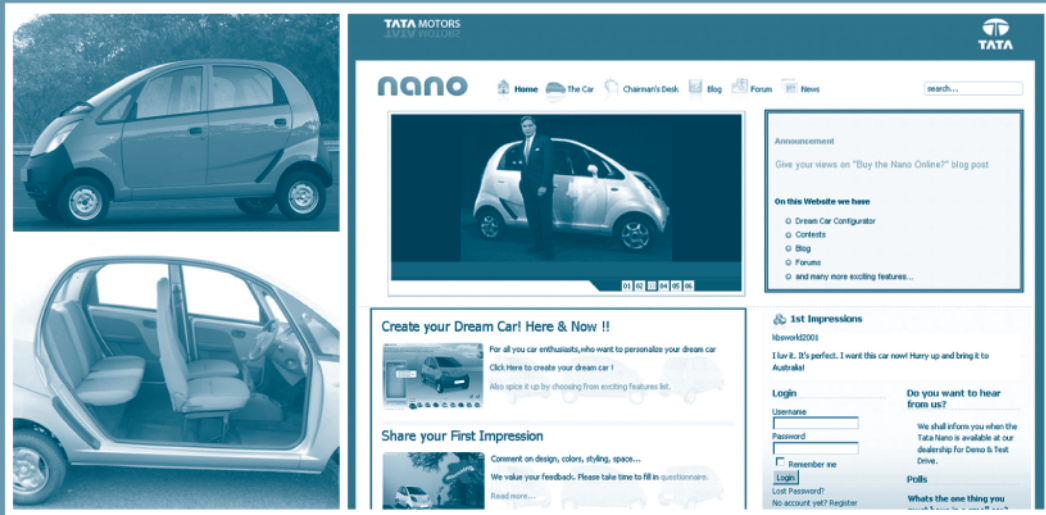 TATA MOTORS
TATA
nano
Home
The Car
Chairman's Desk
Blog
Forum
News
search...
Announcement
Give your views on "Buy the Nano Online?" blog post
On this Website we have
Dream Car Configurator
Contests
Blog
Forums
and many more exciting features...
01 02 03 04 05 06
Create your Dream Car! Here & Now !!
For all you car enthusiasts,who want to personalize your dream car
Click Here to create your dream car !
Also spice it up by choosing from exciting features list.
Share your First Impression
Comment on design, colors, styling, space...
We value your feedback. Please take time to fill in questionnaire.
Read more...
1st Impressions
kbsworld2001
I luv it. It's perfect. I want this car now! Hurry up and bring it to
Australia!
Login
Username
Password
Remember me
Login
Lost Password?
No account yet? Register
Do you want to hear
from us?
We shall inform you when the
Tata Nano is available at our
dealership for Demo & Test
Drive.
Polls
Whats the one thing you
must have in a small car?